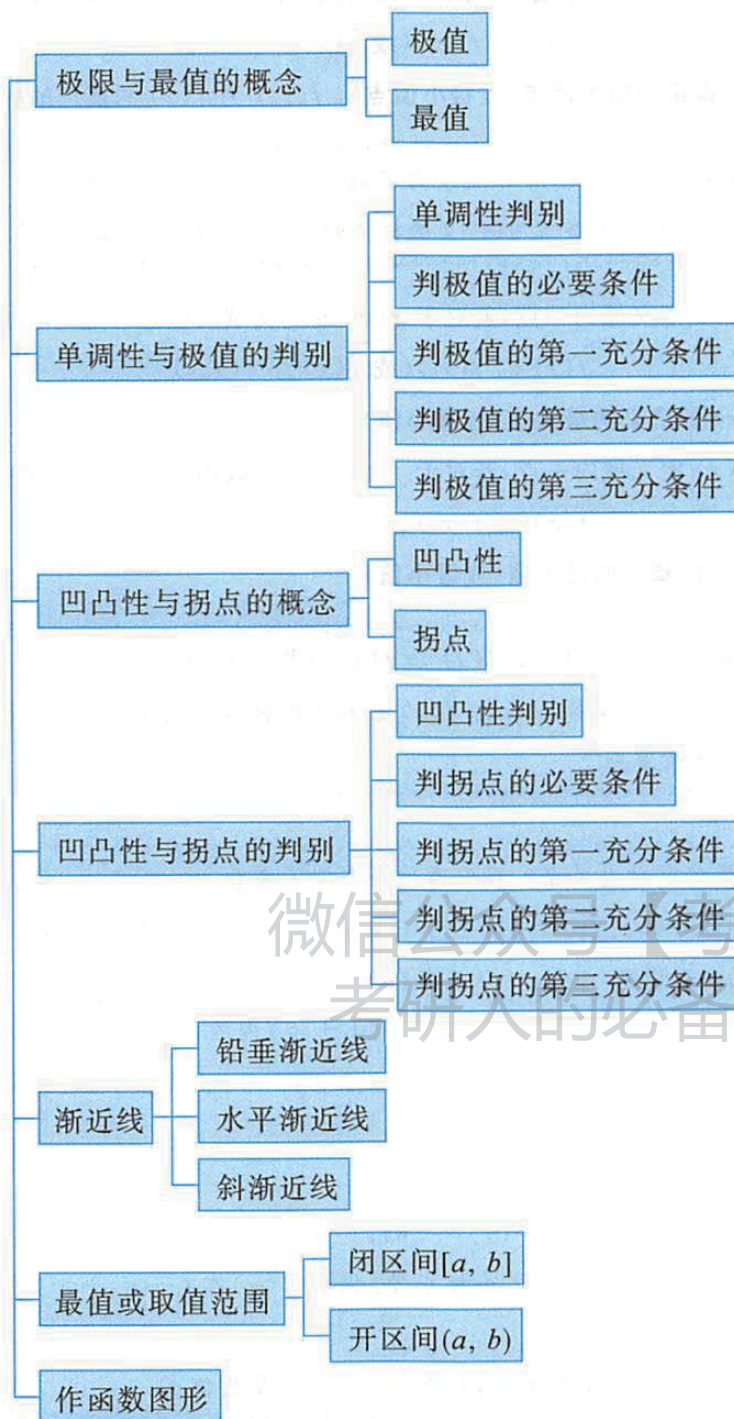 极限与最值的概念
极值
最值
单调性与极值的判别
单调性判别
判极值的必要条件
判极值的第一充分条件
判极值的第二充分条件
判极值的第三充分条件
凹凸性与拐点的概念
凹凸性
拐点
凹凸性与拐点的判别
凹凸性判别
判拐点的必要条件
判拐点的第一充分条件
判拐点的第二充分条件
判拐点的第三充分条件
微信公众号【考
考研人的必备
渐近线
铅垂渐近线
水平渐近线
斜渐近线
最值或取值范围
闭区间[a, b]
开区间(a, b)
作函数图形